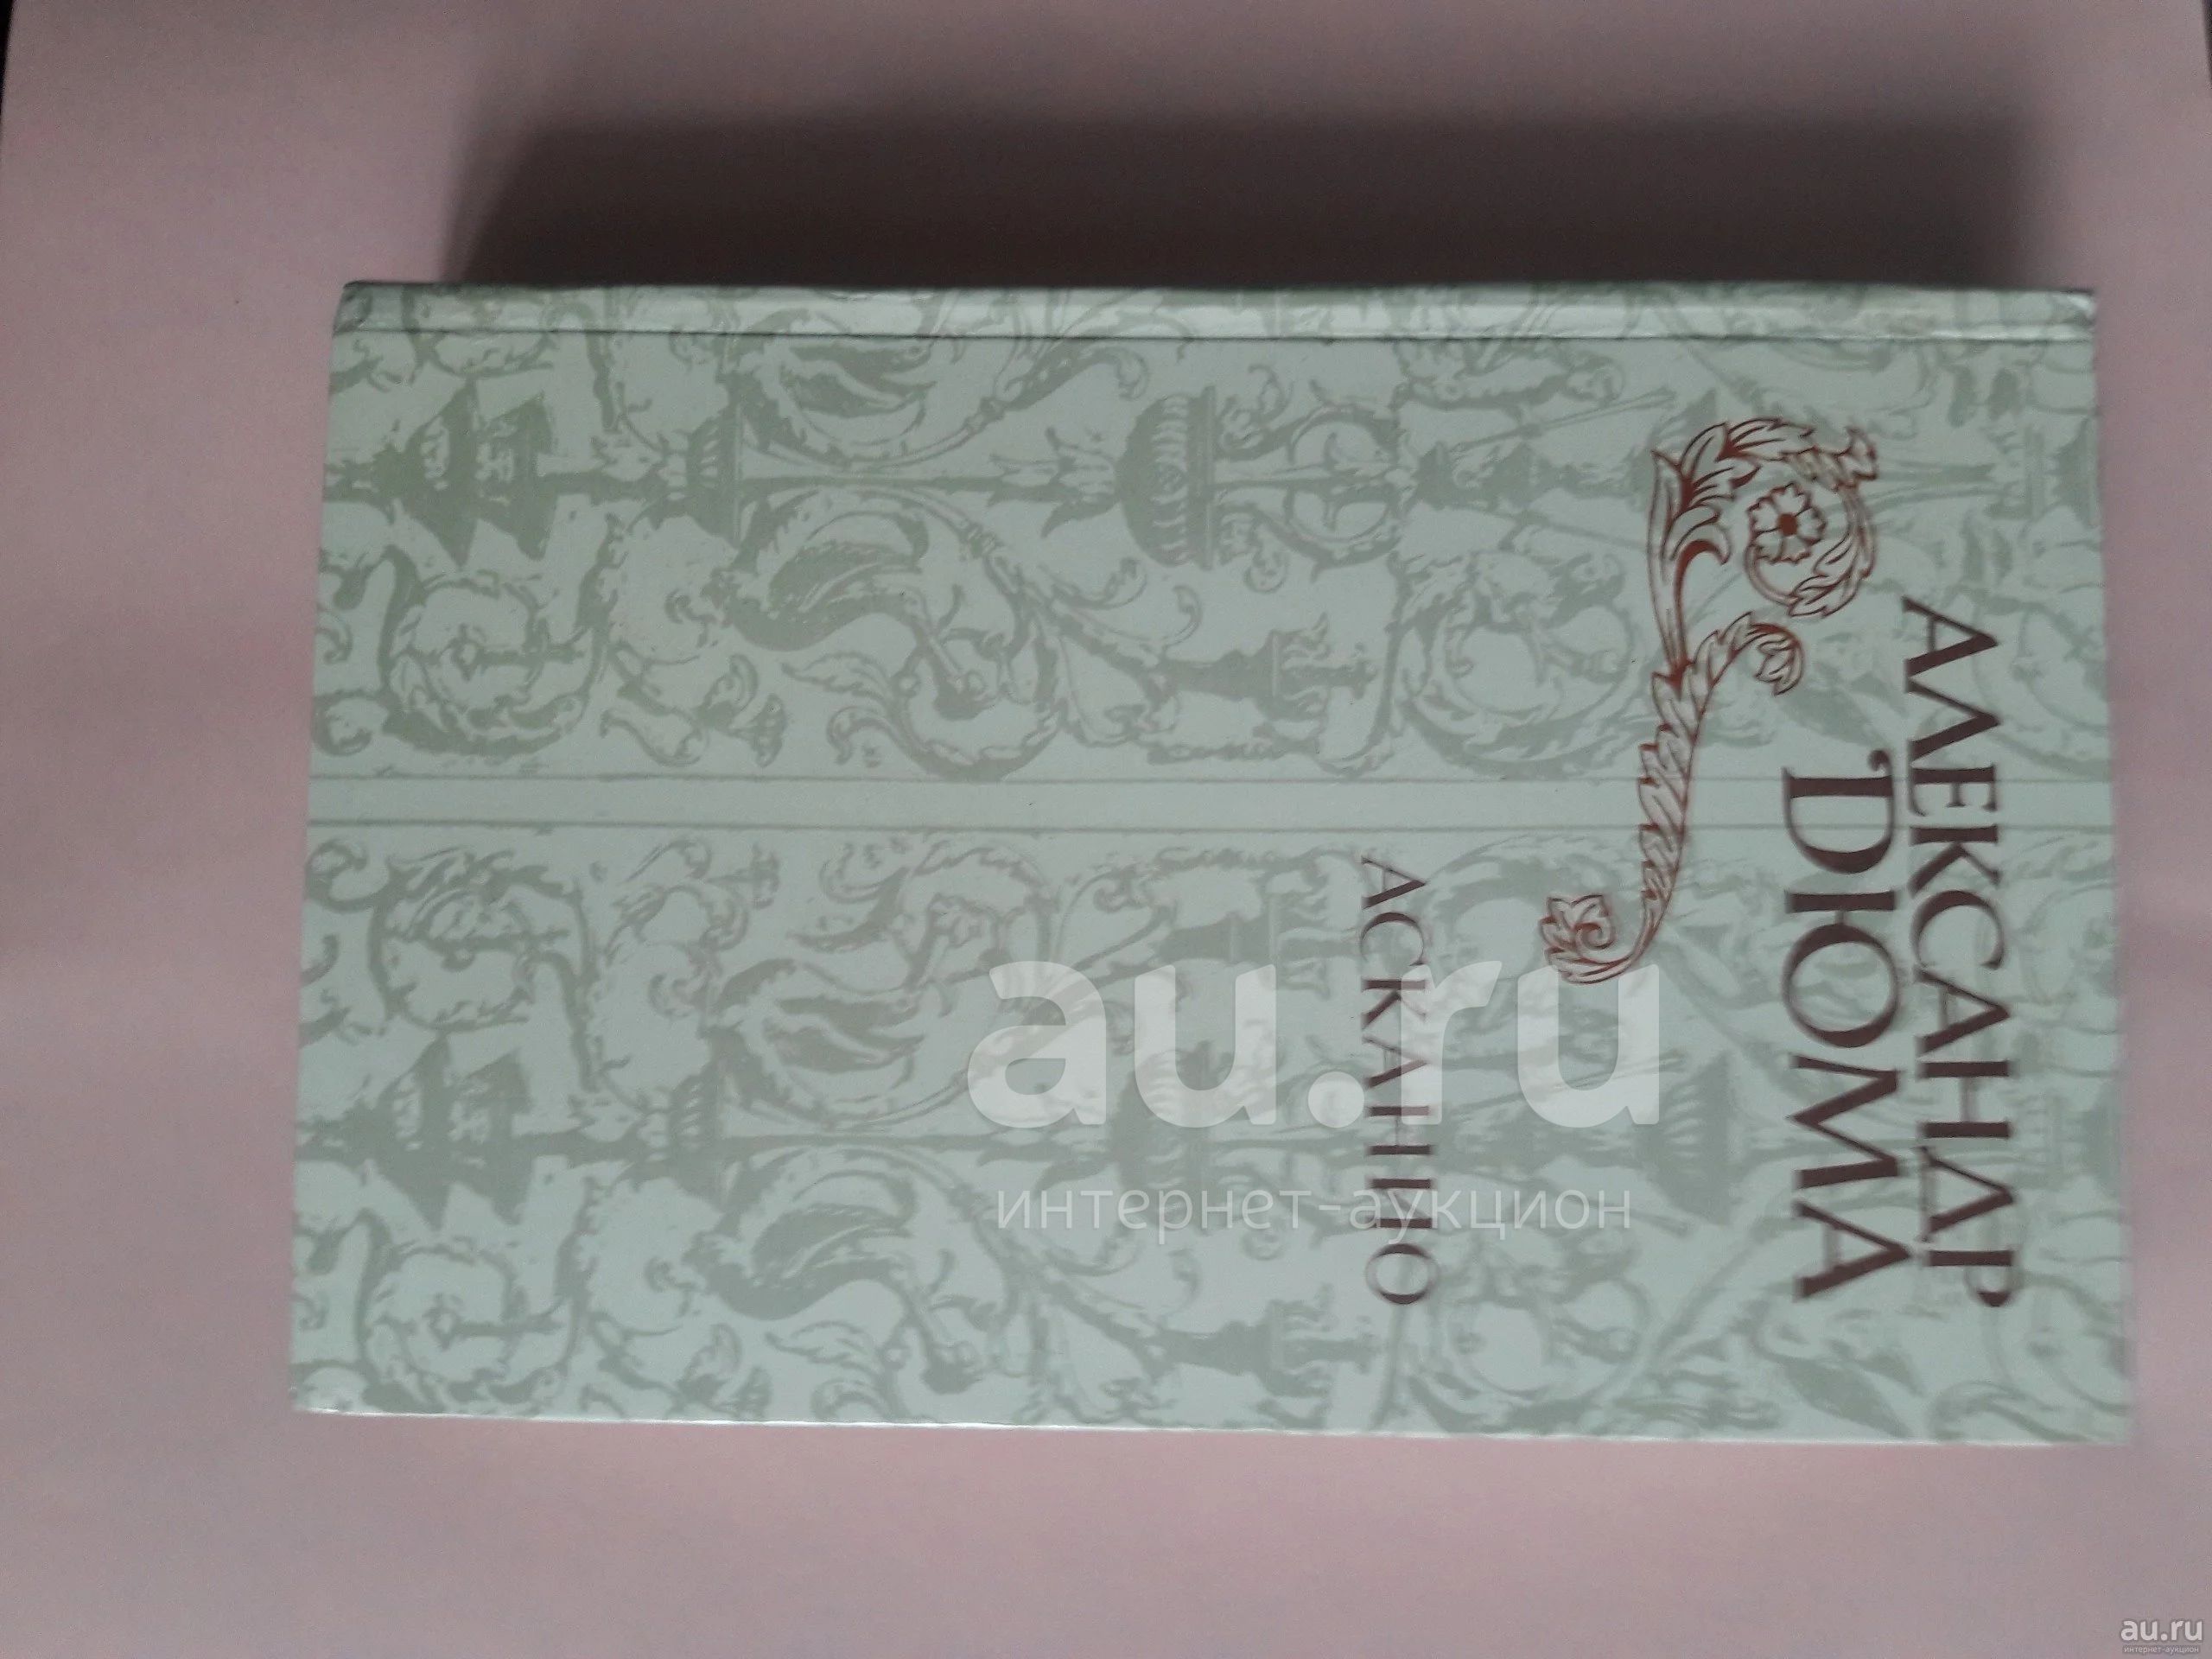 АЛЕКСАНДР
ДЮМА
АСКАНИО
au.ru
интернет-аукцион
au.ru
интернет-аукцион